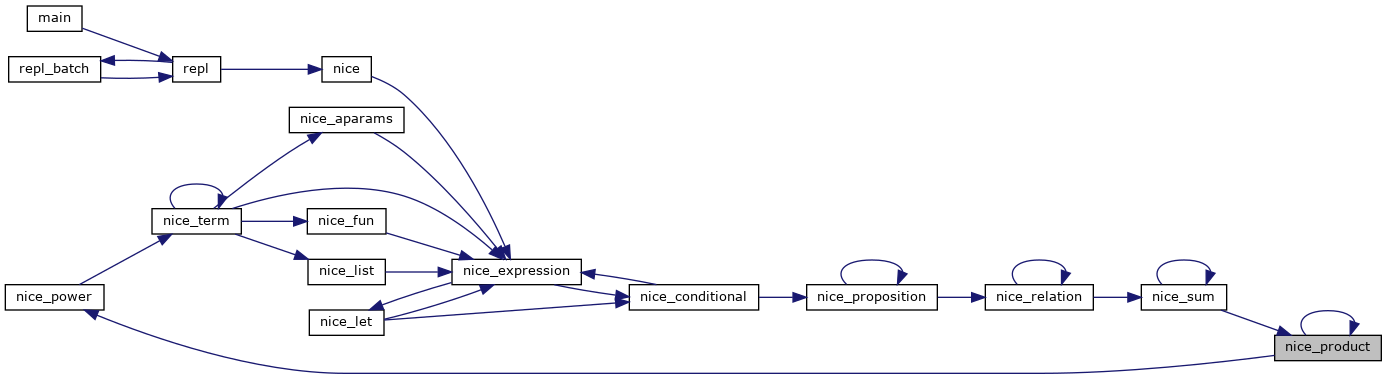 main
repl_batch
repl
nice
nice_aparams
nice_term
nice_fun
nice_list
nice_expression
nice_power
nice_let
nice_conditional
nice_proposition
nice_relation
nice_sum
nice_product